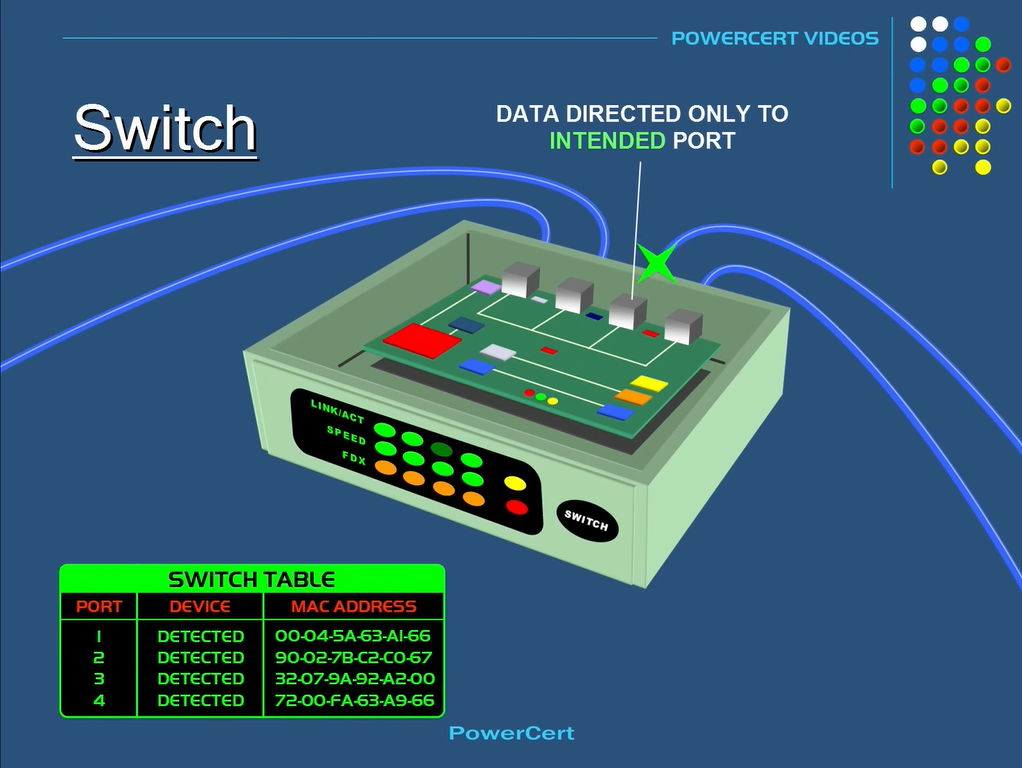 POWERCERT VIDEOS
Switch
DATA DIRECTED ONLY TO
INTENDED PORT
LINK/ACT
SPEED
FDX
SWITCH
SWITCH TABLE
PORT DEVICE MAC ADDRESS
1 DETECTED 00-04-5A-63-A1-66
2 DETECTED 90-02-7B-C2-C0-67
3 DETECTED 32-07-9A-92-A2-00
4 DETECTED 72-00-FA-63-A9-66
PowerCert